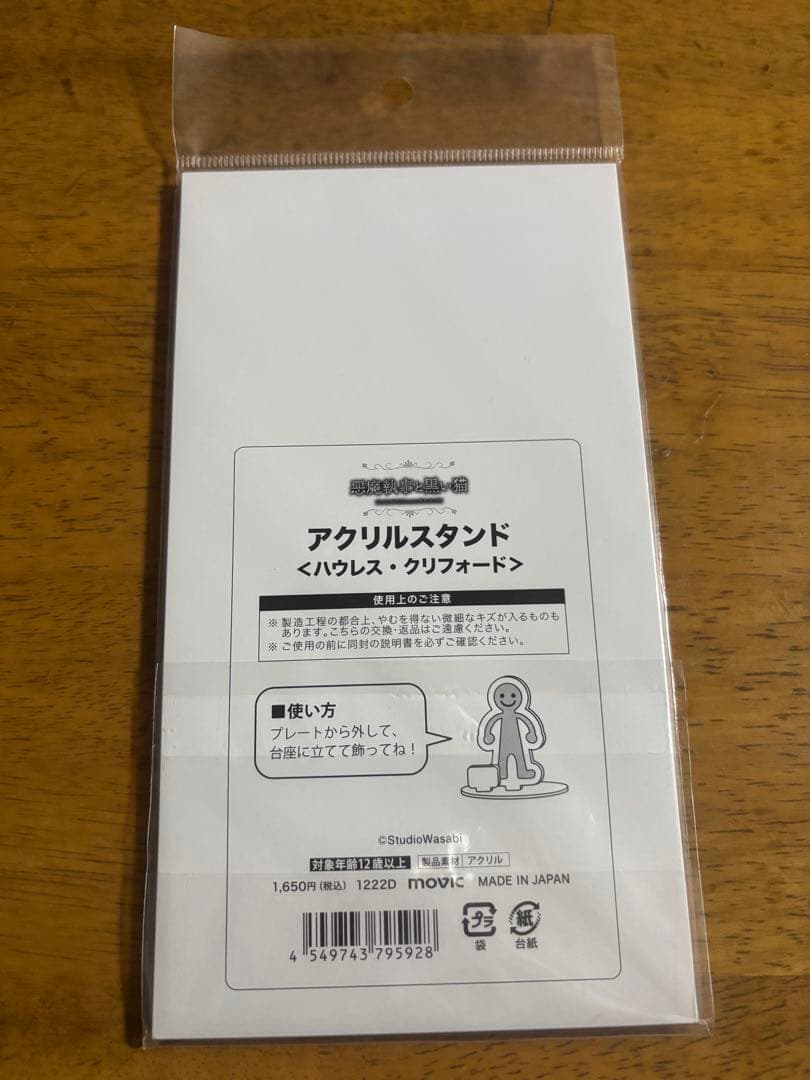 悪魔執事と黒い猫
アクリルスタンド
<ハウレス・クリフォード>
使用上のご注意
※ 製造工程の都合上、やむを得ない微細なキズが入るものも
あります。こちらの交換・返品はご遠慮ください。
※ ご使用の前に同封の説明書を必ずご確認ください。
■使い方
プレートから外して、
台座に立てて飾ってね！
©StudioWasabi
対象年齢12歳以上 製品素材 アクリル
1,650円（税込） 1222D movic MADE IN JAPAN
4 549743 795928
プラ 紙
袋 台紙